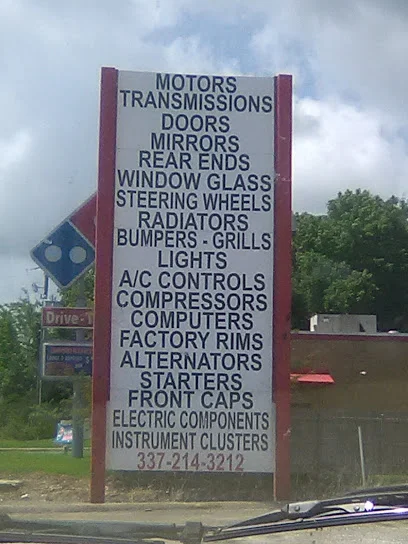 MOTORS
TRANSMISSIONS
DOORS
MIRRORS
REAR ENDS
WINDOW GLASS
STEERING WHEELS
RADIATORS
BUMPERS - GRILLS
LIGHTS
A/C CONTROLS
COMPRESSORS
COMPUTERS
FACTORY RIMS
ALTERNATORS
STARTERS
FRONT CAPS
ELECTRIC COMPONENTS
INSTRUMENT CLUSTERS
337-214-3212
Drive-T